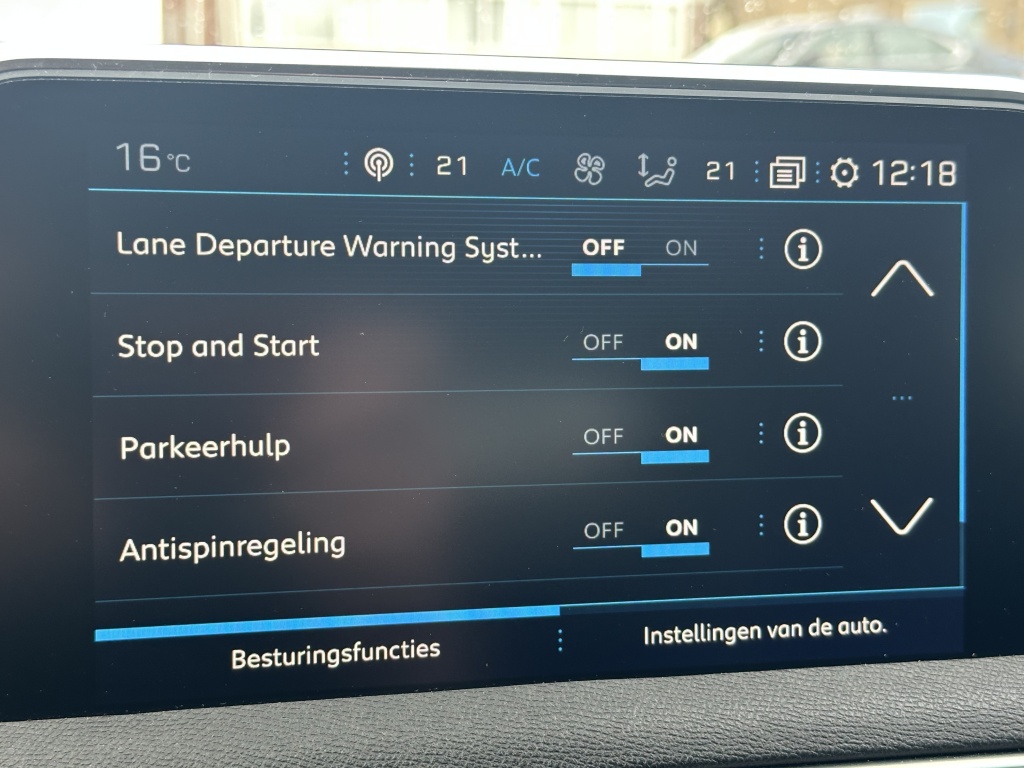 16°C 21 A/C 21 12:18
Lane Departure Warning Syst... OFF ON
Stop and Start OFF ON
Parkeerhulp OFF ON
...
Antispinregeling OFF ON
Besturingsfuncties Instellingen van de auto.